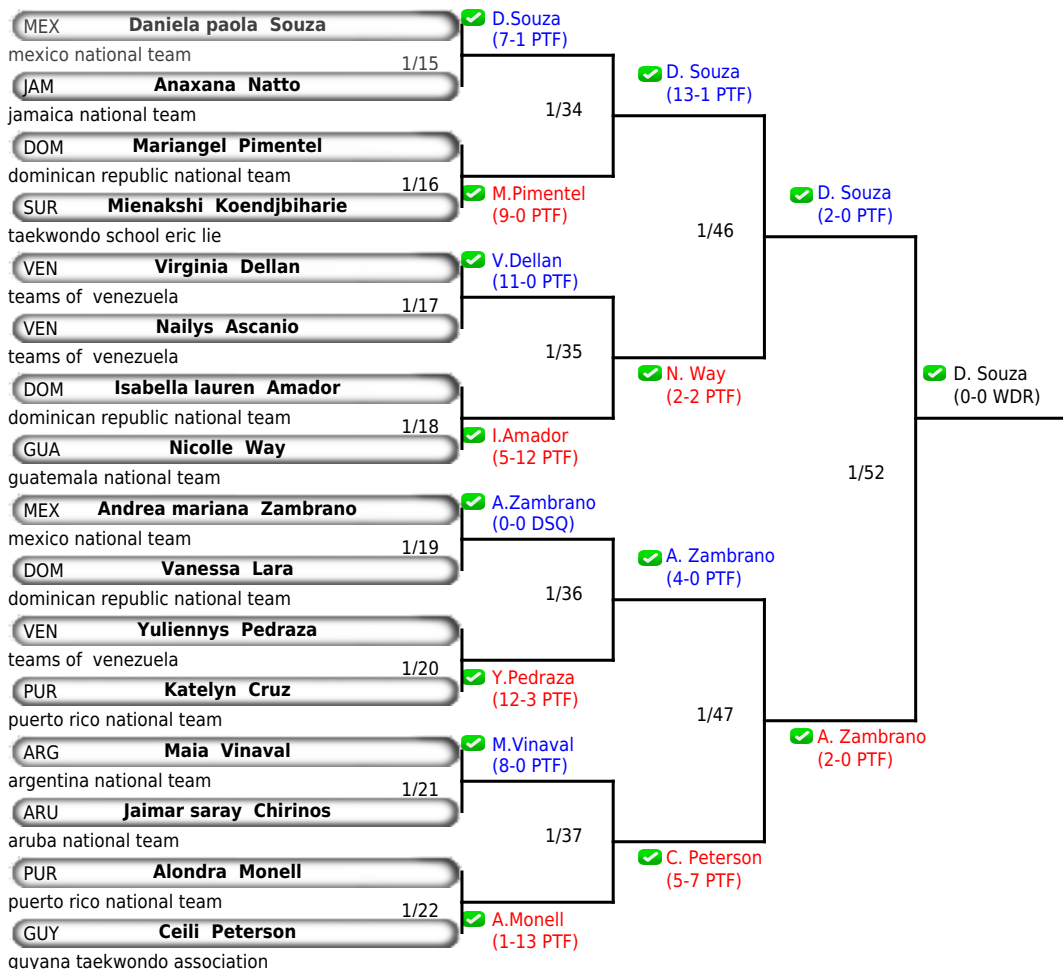 MEX Daniela paola Souza
mexico national team
1/15
JAM Anaxana Natto
jamaica national team
DOM Mariangel Pimentel
dominican republic national team
1/16
SUR Mienakshi Koendjbiharie
taekwondo school eric lie
VEN Virginia Dellan
teams of venezuela
1/17
VEN Nailys Ascanio
teams of venezuela
DOM Isabella lauren Amador
dominican republic national team
1/18
GUA Nicolle Way
guatemala national team
MEX Andrea mariana Zambrano
mexico national team
1/19
DOM Vanessa Lara
dominican republic national team
VEN Yuliennys Pedraza
teams of venezuela
1/20
PUR Katelyn Cruz
puerto rico national team
ARG Maia Vinaval
argentina national team
1/21
ARU Jaimar saray Chirinos
aruba national team
PUR Alondra Monell
puerto rico national team
1/22
GUY Ceili Peterson
guyana taekwondo association
D.Souza
(7-1 PTF)
1/34
M.Pimentel
(9-0 PTF)
V.Dellan
(11-0 PTF)
1/35
I.Amador
(5-12 PTF)
A.Zambrano
(0-0 DSQ)
1/36
Y.Pedraza
(12-3 PTF)
M.Vinaval
(8-0 PTF)
1/37
A.Monell
(1-13 PTF)
D. Souza
(13-1 PTF)
1/46
N. Way
(2-2 PTF)
A. Zambrano
(4-0 PTF)
1/47
C. Peterson
(5-7 PTF)
D. Souza
(2-0 PTF)
1/52
A. Zambrano
(2-0 PTF)
D. Souza
(0-0 WDR)